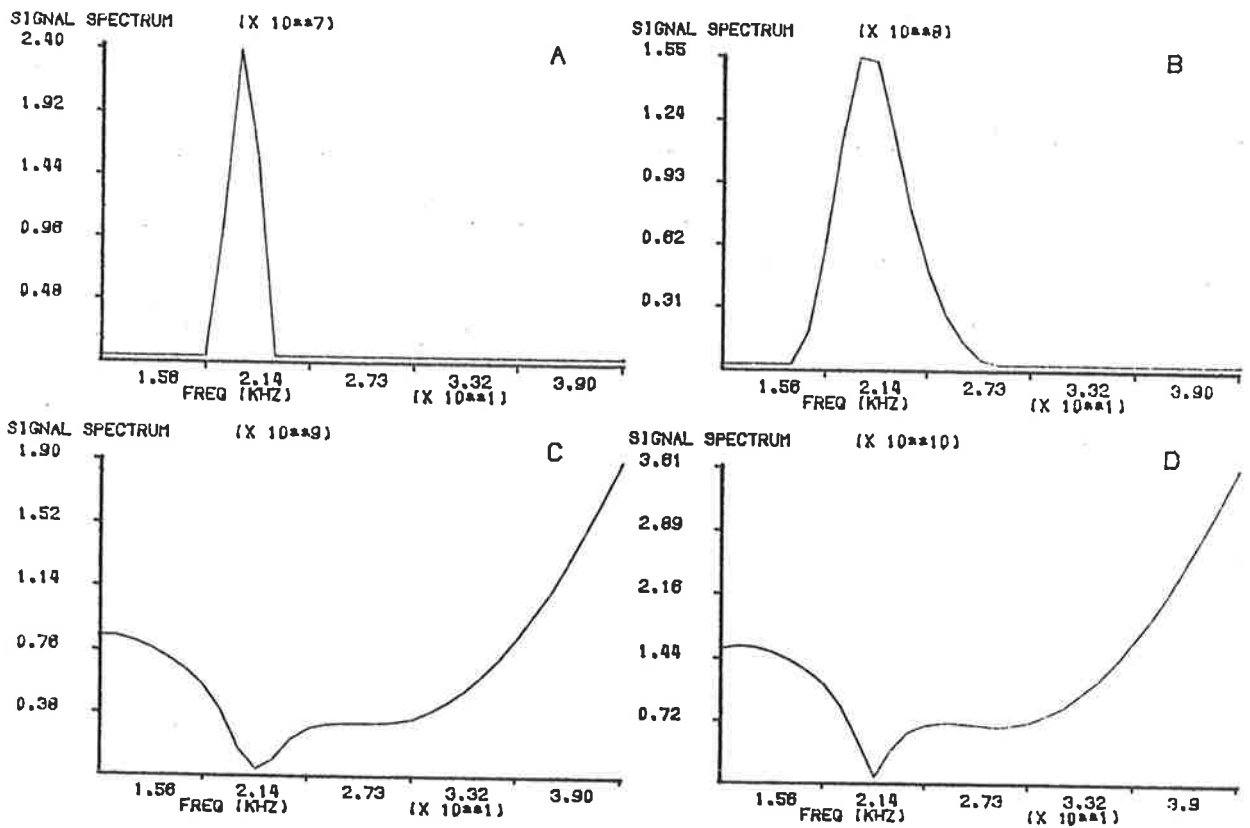 SIGNAL SPECTRUM (X 10**7)
2.40
1.92
1.44
0.96
0.48
A
1.56 2.14 2.73 3.32 3.90
FREQ (KHZ) (X 10**1)
SIGNAL SPECTRUM (X 10**8)
1.55
1.24
0.93
0.62
0.31
B
1.56 2.14 2.73 3.32 3.90
FREQ (KHZ) (X 10**1)
SIGNAL SPECTRUM (X 10**9)
1.90
1.52
1.14
0.76
0.38
C
1.56 2.14 2.73 3.32 3.90
FREQ (KHZ) (X 10**1)
SIGNAL SPECTRUM (X 10**10)
3.61
2.89
2.16
1.44
0.72
D
1.56 2.14 2.73 3.32 3.9
FREQ (KHZ) (X 10**1)